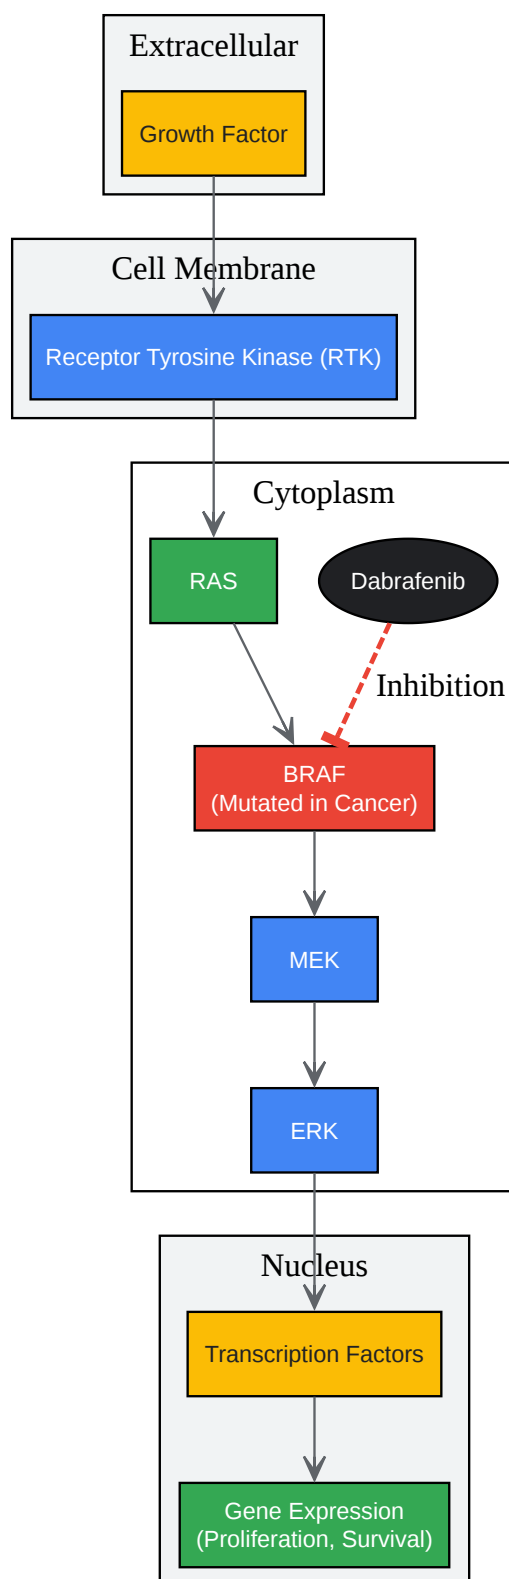 Extracellular
Growth Factor
Cell Membrane
Receptor Tyrosine Kinase (RTK)
Cytoplasm
RAS
Dabrafenib
Inhibition
BRAF
(Mutated in Cancer)
MEK
ERK
Nucleus
Transcription Factors
Gene Expression
(Proliferation, Survival)